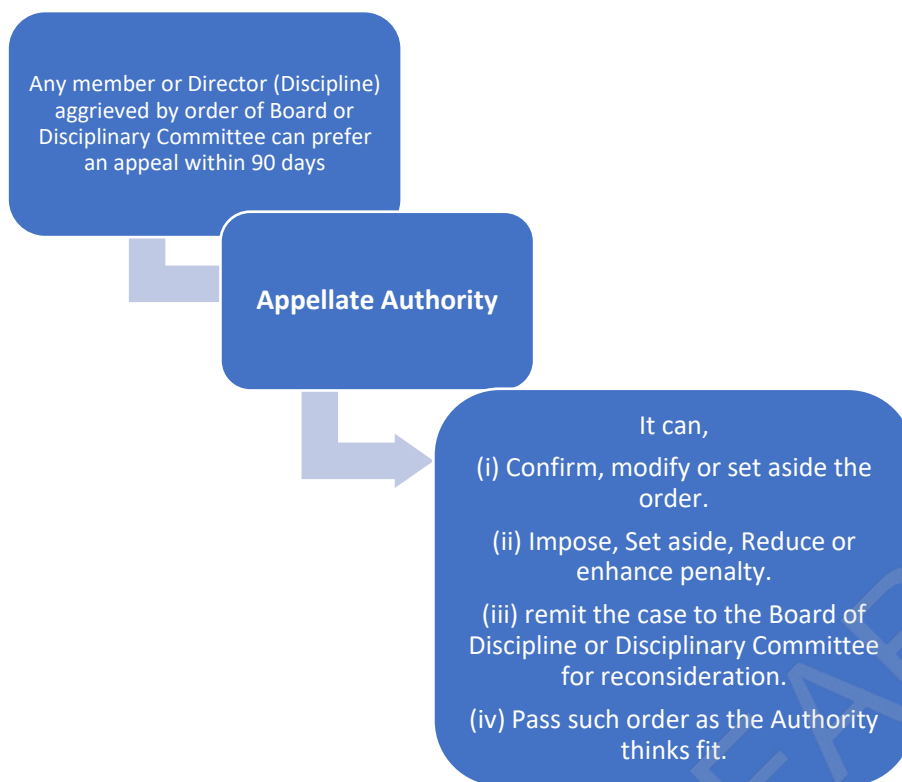 Any member or Director (Discipline)
aggrieved by order of Board or
Disciplinary Committee can prefer
an appeal within 90 days
Appellate Authority
It can,
(i) Confirm, modify or set aside the
order.
(ii) Impose, Set aside, Reduce or
enhance penalty.
(iii) remit the case to the Board of
Discipline or Disciplinary Committee
for reconsideration.
(iv) Pass such order as the Authority
thinks fit.